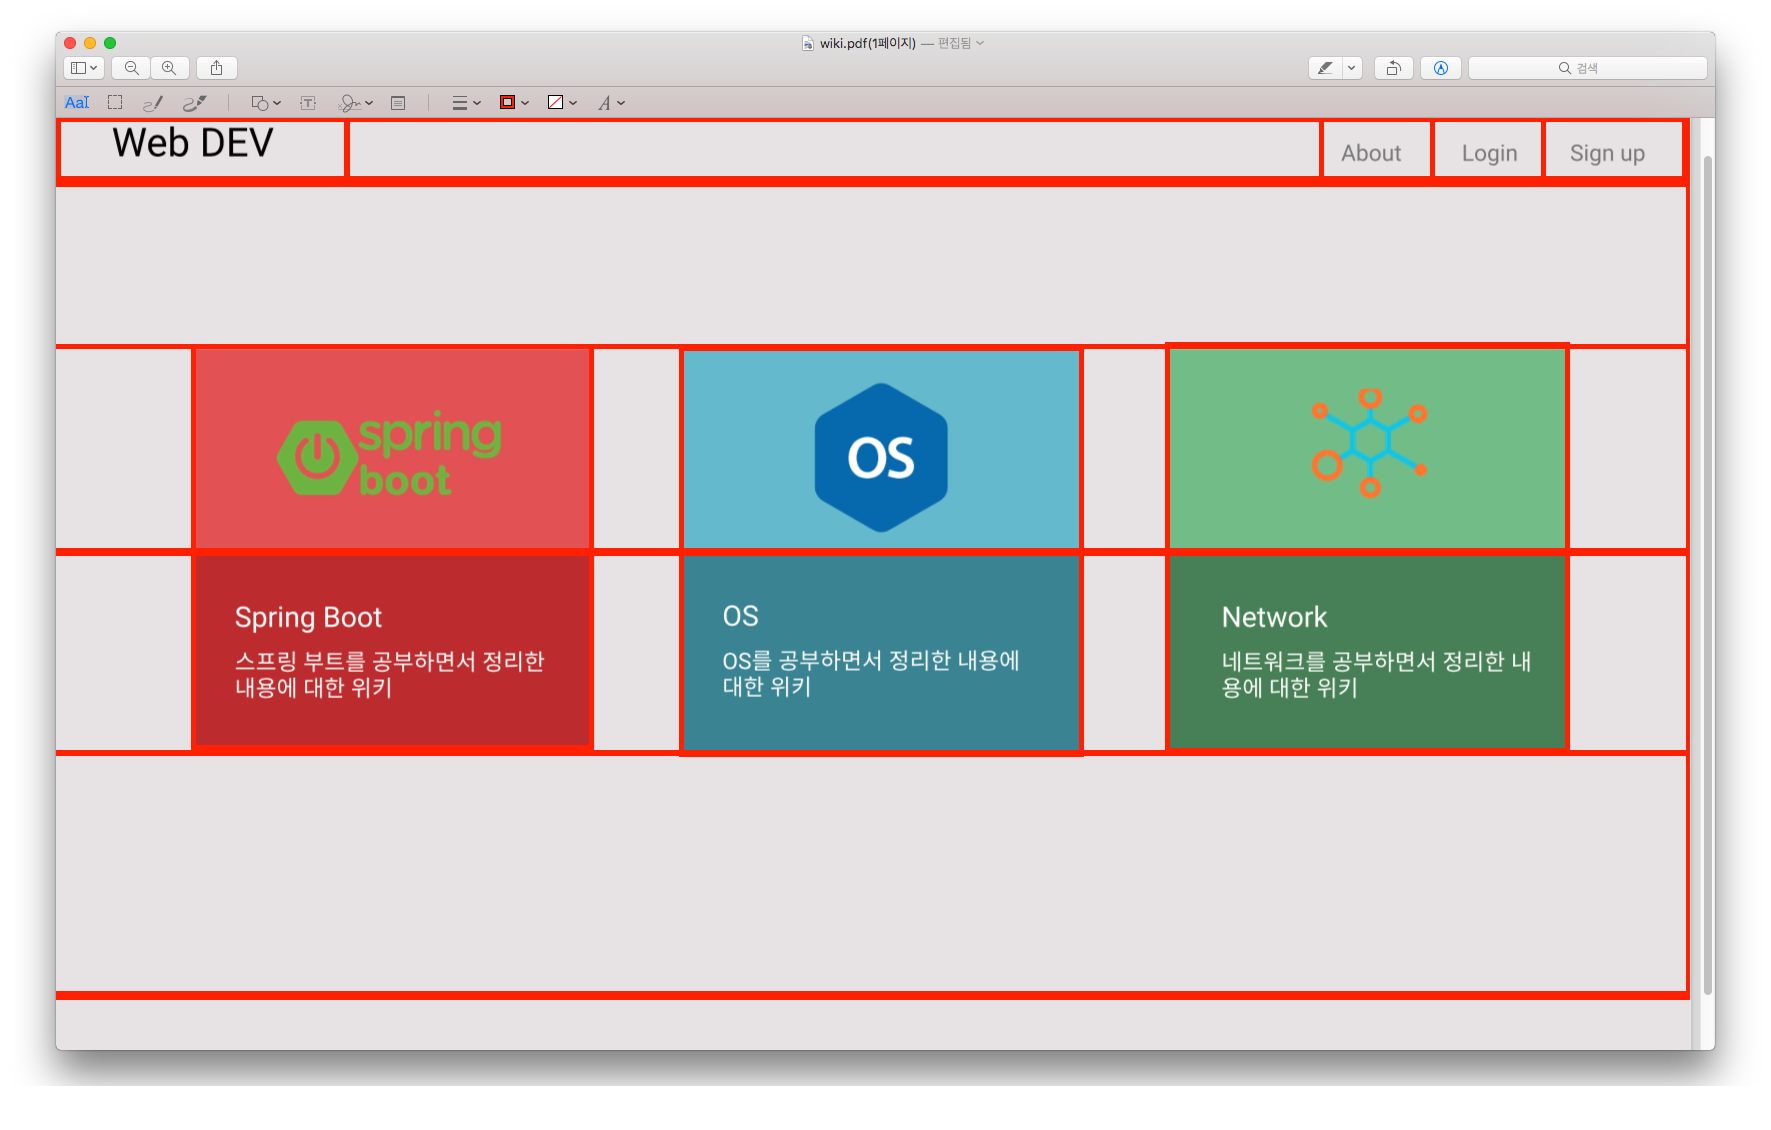 wiki.pdf(1페이지) — 편집됨
검색
AaI
T
A
Web DEV
About
Login
Sign up
spring
boot
OS
Spring Boot
스프링 부트를 공부하면서 정리한
내용에 대한 위키
OS
OS를 공부하면서 정리한 내용에
대한 위키
Network
네트워크를 공부하면서 정리한 내
용에 대한 위키